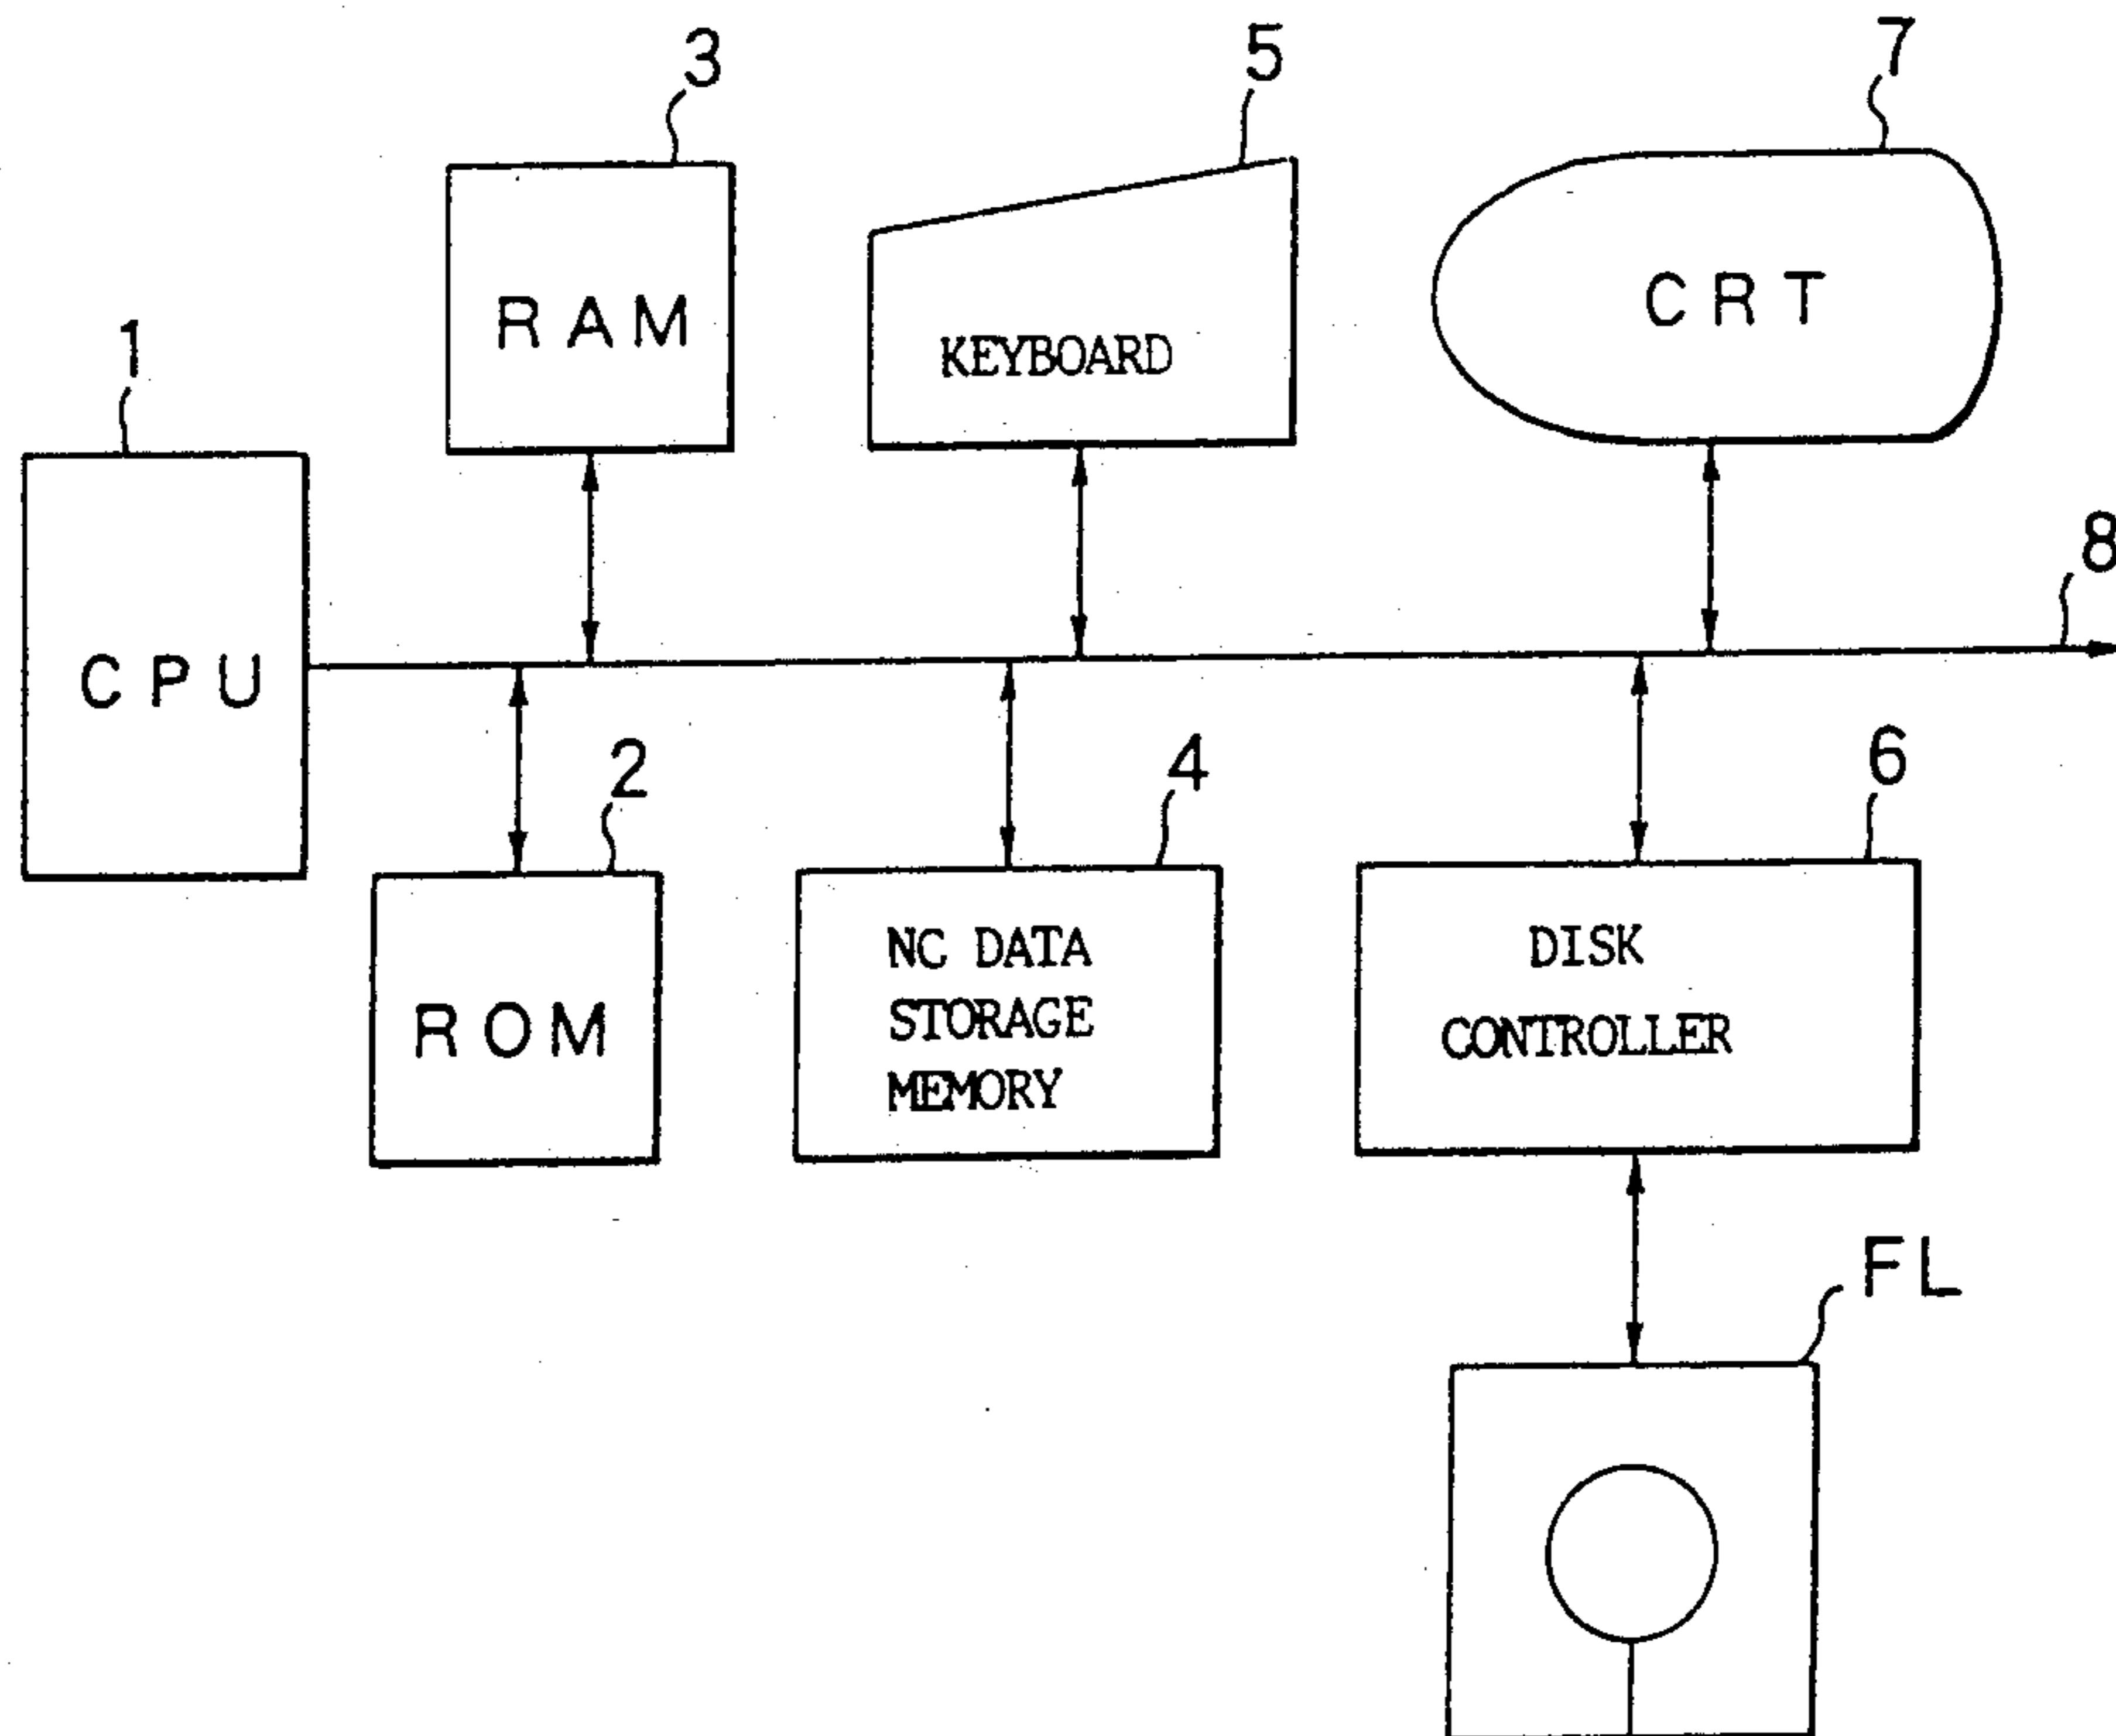 3
5
7
RAM
KEYBOARD
CRT
1
8
CPU
2
4
6
ROM
NC DATA
STORAGE
MEMORY
DISK
CONTROLLER
FL